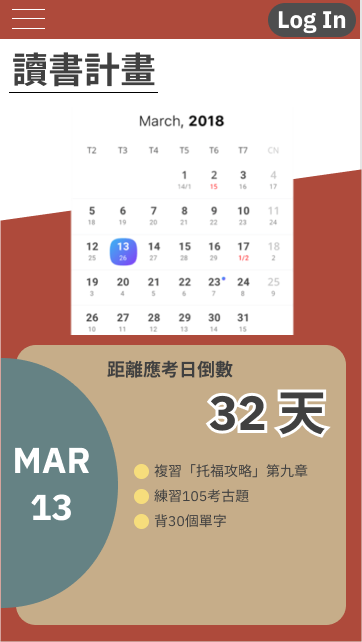 Log In
讀書計畫
March, 2018
T2 T3 T4 T5 T6 T7 CN
1 2 3 4
14/1 15 16 17
5 6 7 8 9 10 11
18 19 20 21 22 23 24
12 13 14 15 16 17 18
25 26 27 28 29 1/2 2
19 20 21 22 23 24 25
3 4 5 6 7 8 9
26 27 28 29 30 31
10 11 12 13 14 15
距離應考日倒數
32 天
MAR
13
複習「托福攻略」第九章
練習105考古題
背30個單字